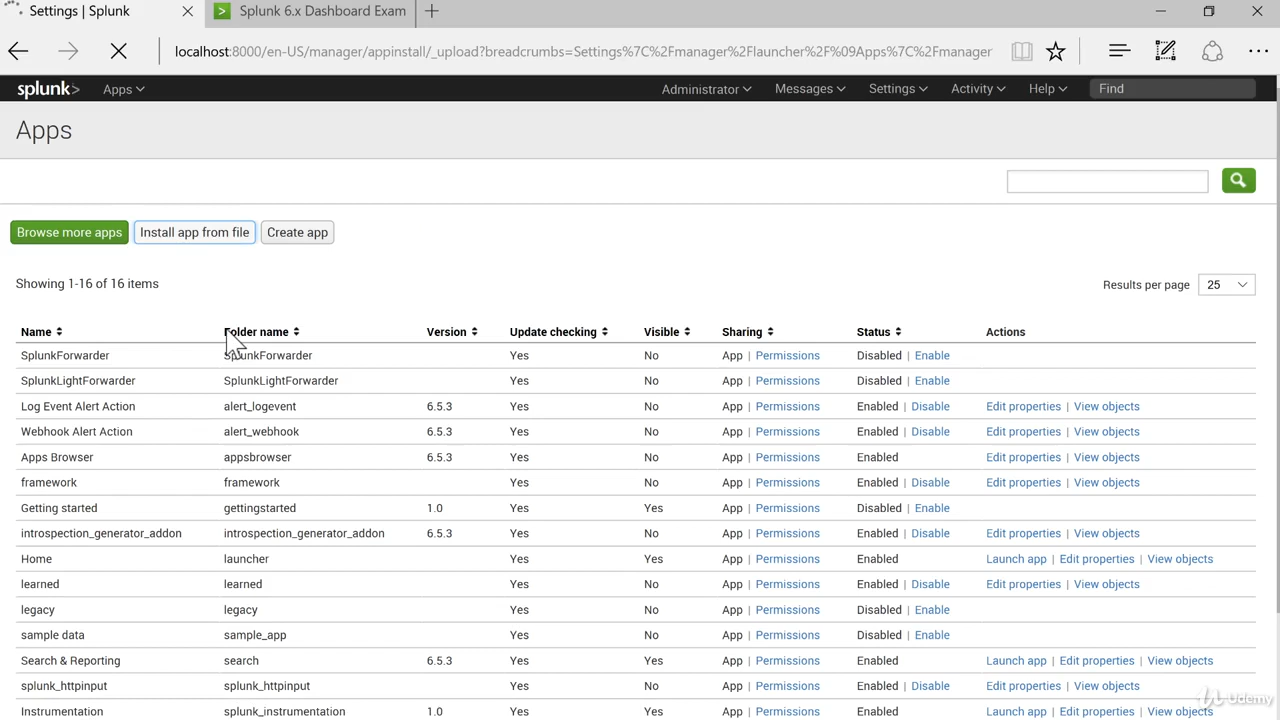 Settings | Splunk
Splunk 6.x Dashboard Exam
localhost:8000/en-US/manager/appinstall/_upload?breadcrumbs=Settings%7C%2Fmanager%2Flauncher%2F%09Apps%7C%2Fmanager
splunk> Apps Administrator Messages Settings Activity Help Find
Apps
Browse more apps Install app from file Create app
Showing 1-16 of 16 items Results per page 25
Name Folder name Version Update checking Visible Sharing Status Actions
SplunkForwarder SplunkForwarder Yes No App | Permissions Disabled | Enable
SplunkLightForwarder SplunkLightForwarder Yes No App | Permissions Disabled | Enable
Log Event Alert Action alert_logevent 6.5.3 Yes No App | Permissions Enabled | Disable Edit properties | View objects
Webhook Alert Action alert_webhook 6.5.3 Yes No App | Permissions Enabled | Disable Edit properties | View objects
Apps Browser appsbrowser 6.5.3 Yes No App | Permissions Enabled Edit properties | View objects
framework framework Yes No App | Permissions Enabled | Disable Edit properties | View objects
Getting started gettingstarted 1.0 Yes Yes App | Permissions Disabled | Enable
introspection_generator_addon introspection_generator_addon 6.5.3 Yes No App | Permissions Enabled | Disable Edit properties | View objects
Home launcher Yes Yes App | Permissions Enabled Launch app | Edit properties | View objects
learned learned Yes No App | Permissions Enabled | Disable Edit properties | View objects
legacy legacy Yes No App | Permissions Disabled | Enable
sample data sample_app Yes No App | Permissions Disabled | Enable
Search & Reporting search 6.5.3 Yes Yes App | Permissions Enabled Launch app | Edit properties | View objects
splunk_httpinput splunk_httpinput Yes No App | Permissions Enabled | Disable Edit properties | View objects
Instrumentation splunk_instrumentation 1.0 Yes Yes App | Permissions Enabled | Disable Launch app | Edit properties | View objects
Udemy